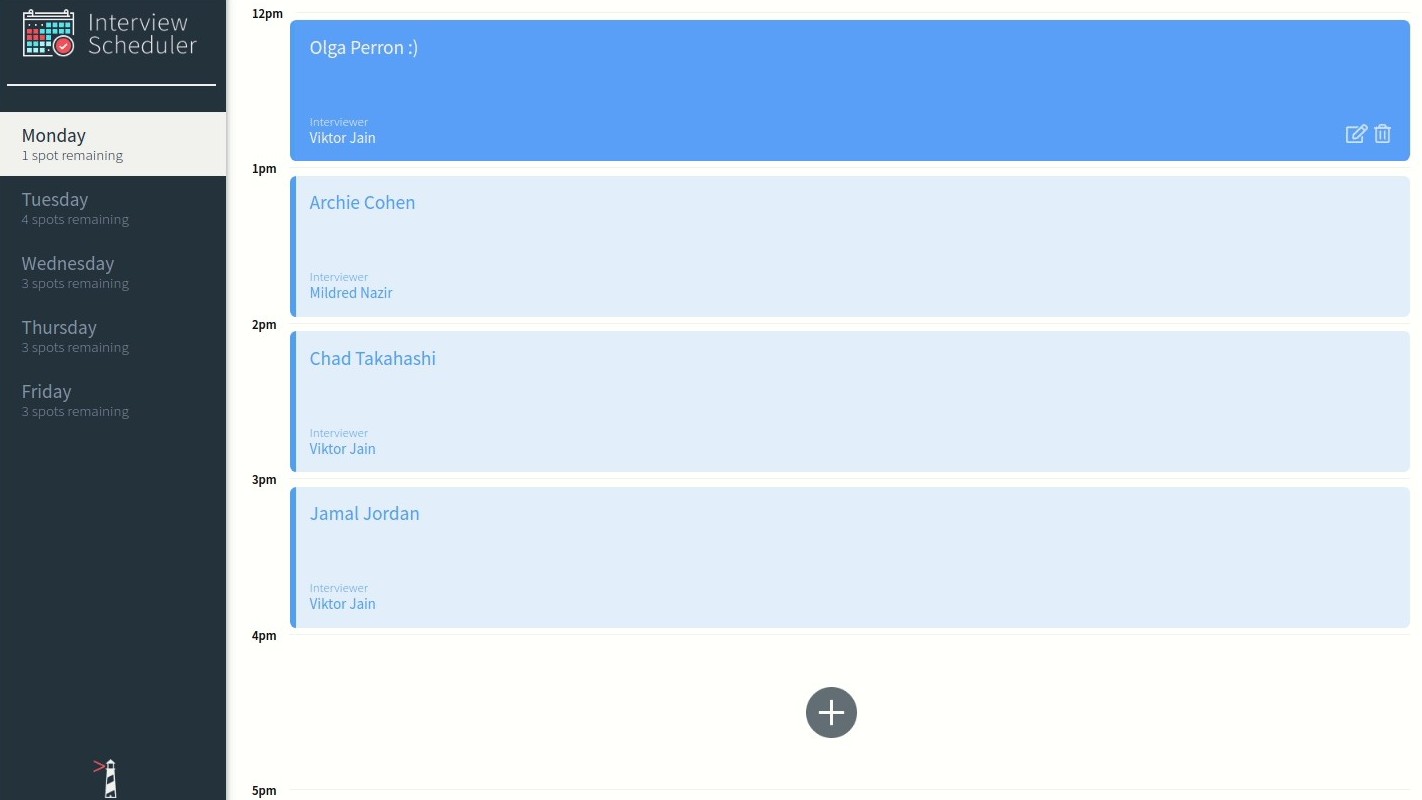 Interview
Scheduler
Monday
1 spot remaining
Tuesday
4 spots remaining
Wednesday
3 spots remaining
Thursday
3 spots remaining
Friday
3 spots remaining
12pm
Olga Perron :)
Interviewer
Viktor Jain
1pm
Archie Cohen
Interviewer
Mildred Nazir
2pm
Chad Takahashi
Interviewer
Viktor Jain
3pm
Jamal Jordan
Interviewer
Viktor Jain
4pm
5pm